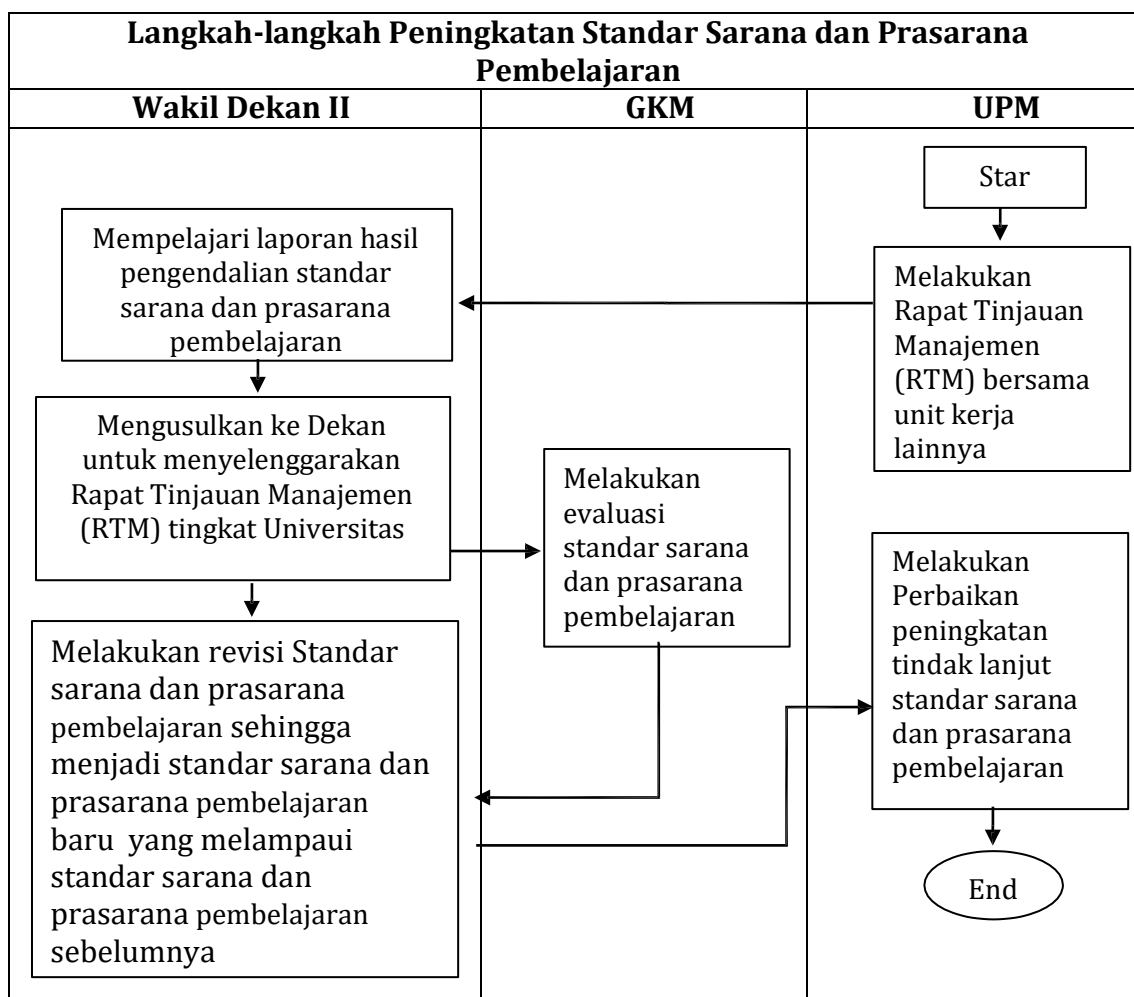 Langkah-langkah Peningkatan Standar Sarana dan Prasarana
Pembelajaran
Wakil Dekan II
GKM
UPM
Star
Melakukan
Rapat Tinjauan
Manajemen
(RTM) bersama
unit kerja
lainnya
Mempelajari laporan hasil
pengendalian standar
sarana dan prasarana
pembelajaran
Mengusulkan ke Dekan
untuk menyelenggarakan
Rapat Tinjauan Manajemen
(RTM) tingkat Universitas
Melakukan
evaluasi
standar sarana
dan prasarana
pembelajaran
Melakukan revisi Standar
sarana dan prasarana
pembelajaran sehingga
menjadi standar sarana dan
prasarana pembelajaran
baru yang melampaui
standar sarana dan
prasarana pembelajaran
sebelumnya
Melakukan
Perbaikan
peningkatan
tindak lanjut
standar sarana
dan prasarana
pembelajaran
End